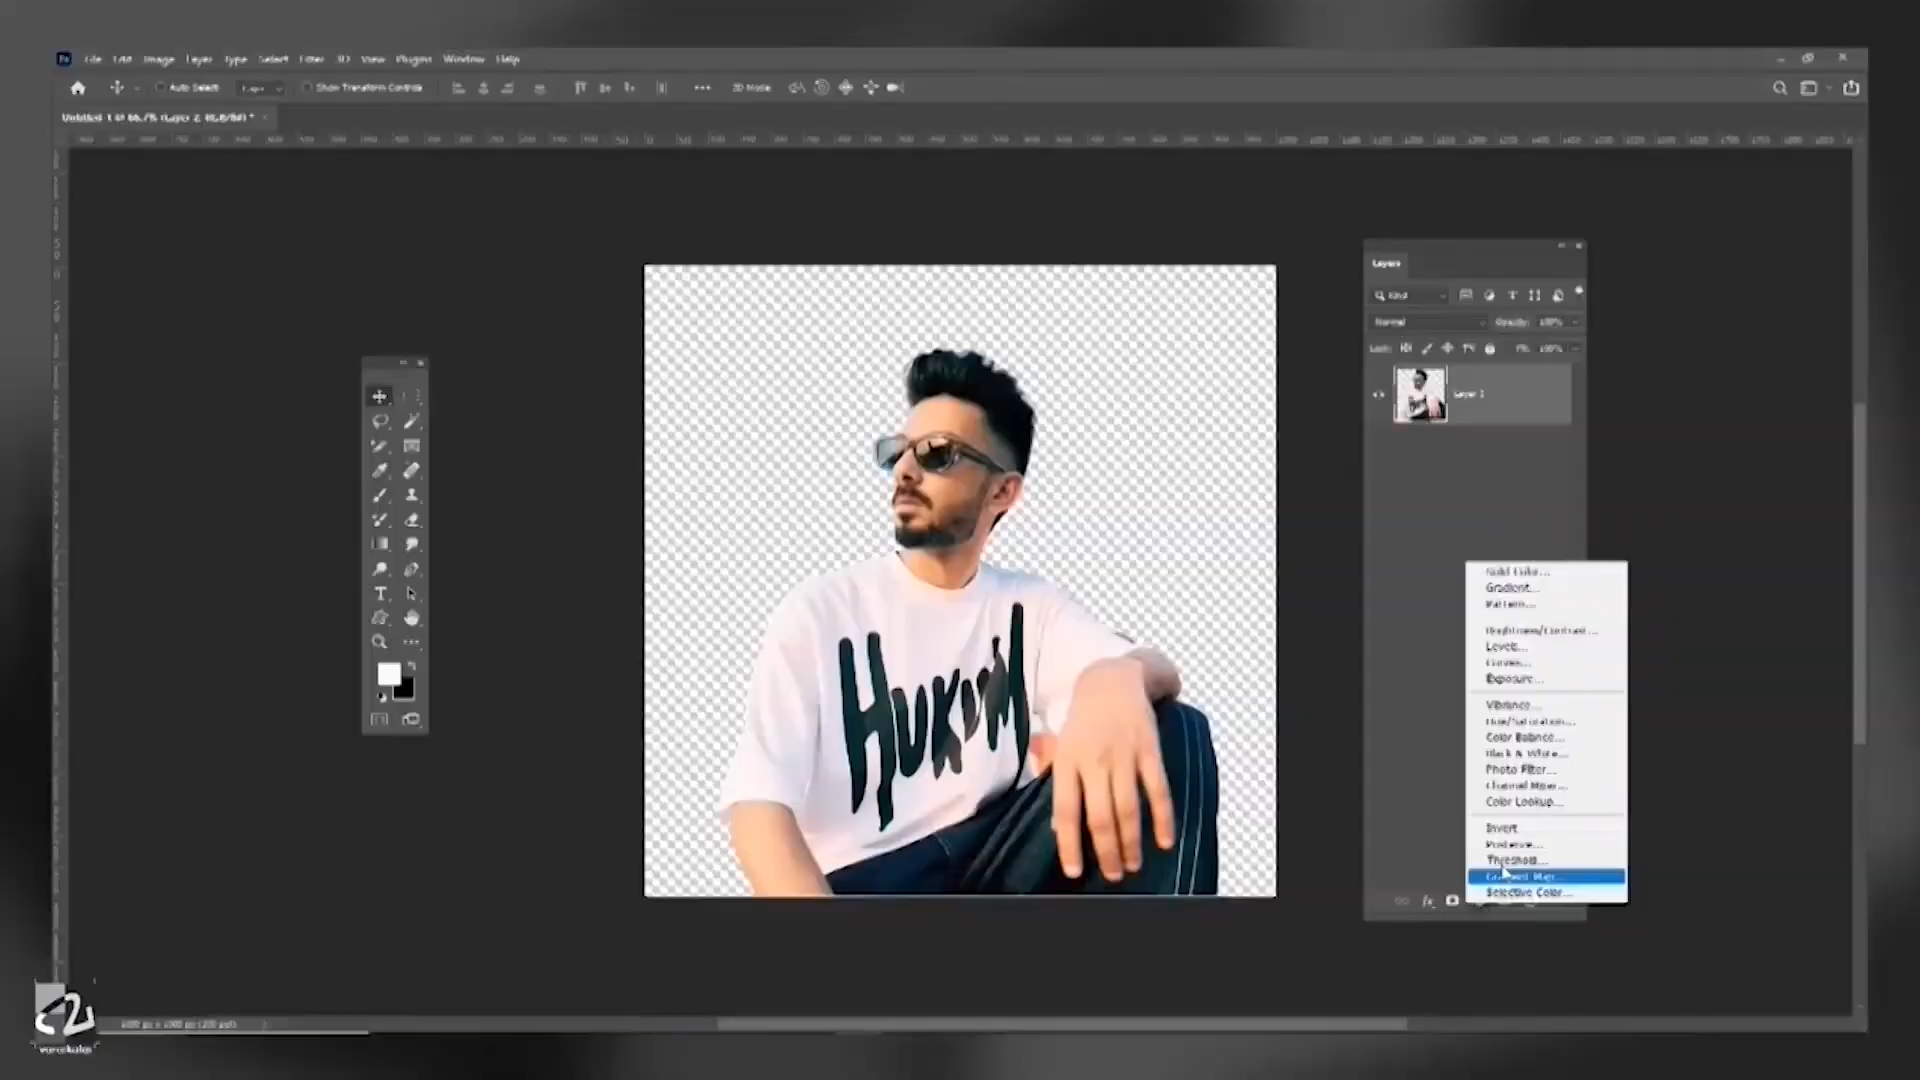 File Edit Image Layer Type Select Filter 3D View Plugins Window Help
Auto Select: Show Transform Controls 3D Mode:
Untitled-1 @ 66.7% (Layer 2, RGB/8#) *
Layers
Kind
Normal Opacity: 100%
Lock: Fill: 100%
HUKUM
Solid Color...
Gradient...
Pattern...
Brightness/Contrast...
Levels...
Curves...
Exposure...
Vibrance...
Hue/Saturation...
Color Balance...
Black & White...
Photo Filter...
Channel Mixer...
Color Lookup...
Invert
Posterize...
Threshold...
Gradient Map...
Selective Color...